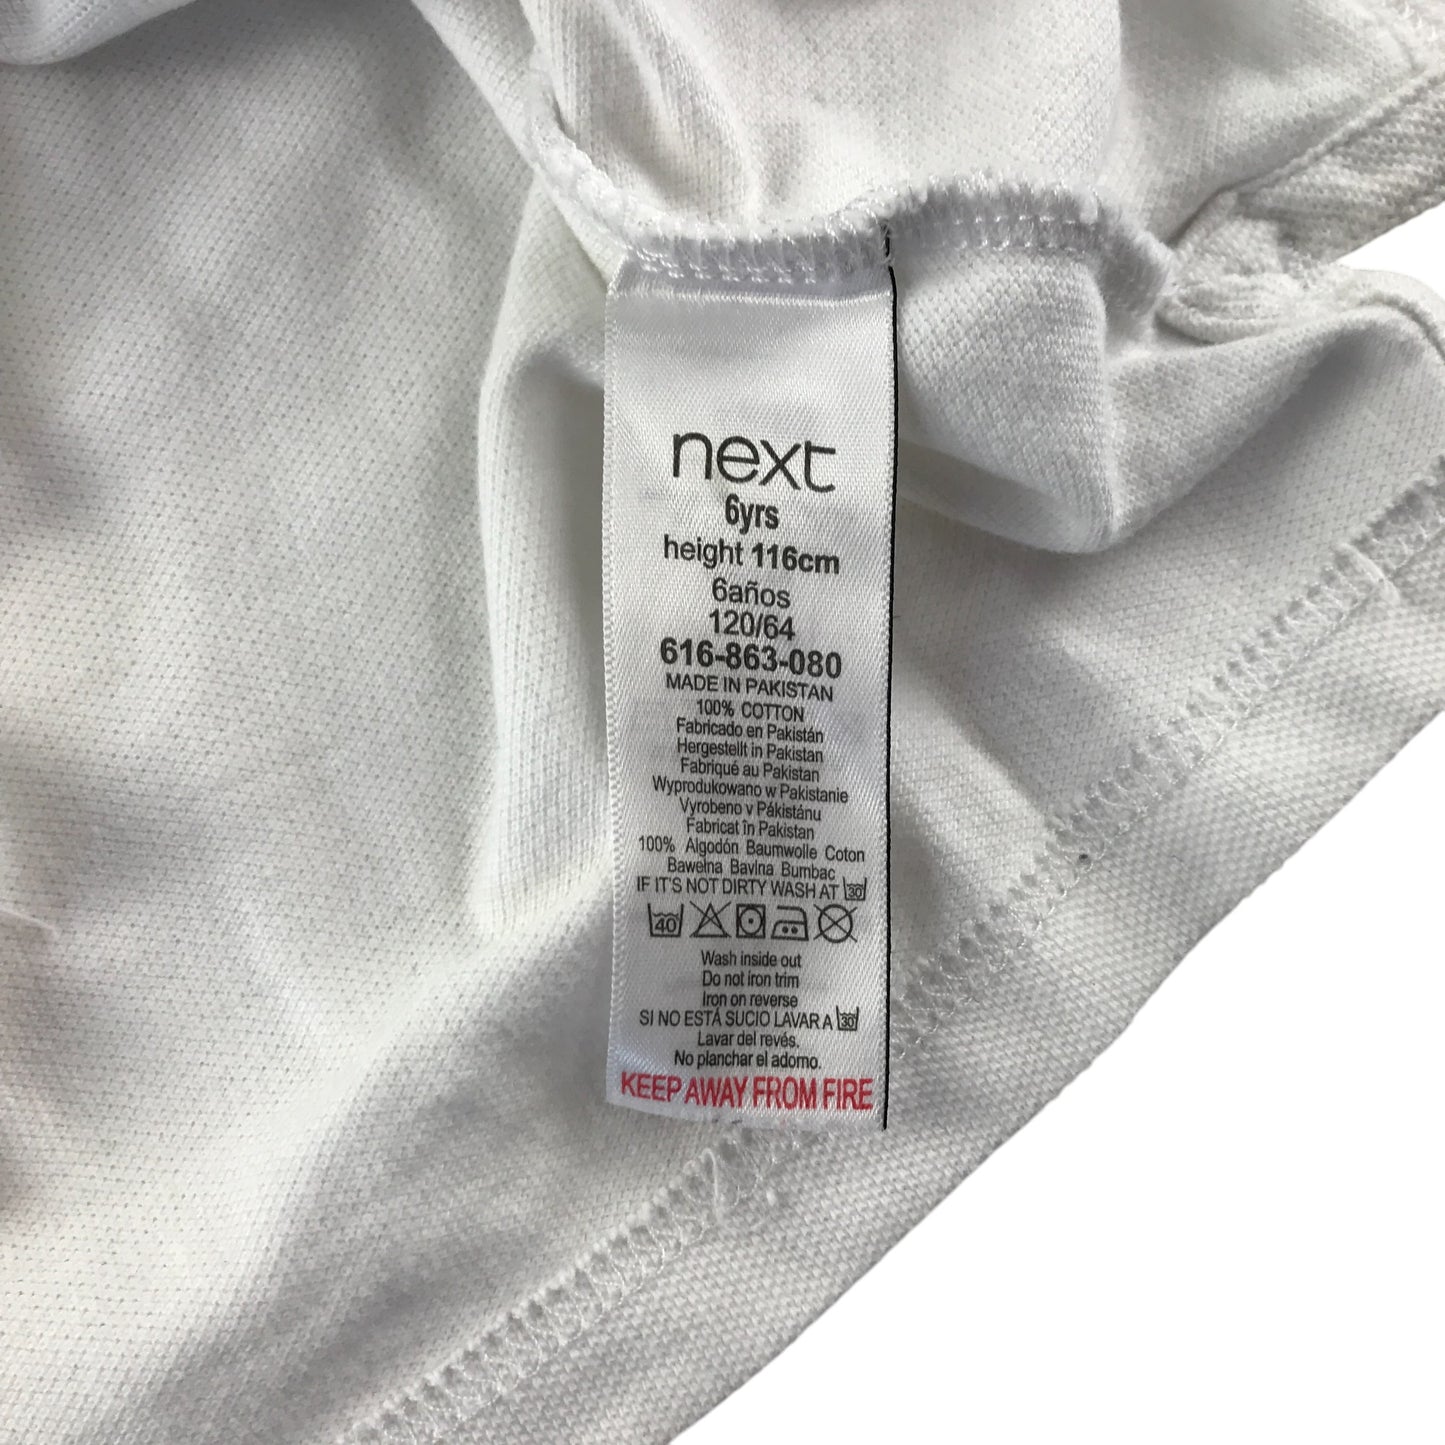 next
6yrs
height 116cm
6años
120/64
616-863-080
MADE IN PAKISTAN
100% COTTON
Fabricado en Pakistán
Hergestellt in Pakistan
Fabriqué au Pakistan
Wyprodukowano w Pakistanie
Vyrobeno v Pákistánu
Fabricat în Pakistan
100% Algodón Baumwolle Coton
Bawełna Bavlna Bumbac
IF IT'S NOT DIRTY WASH AT 30
40
Wash inside out
Do not iron trim
Iron on reverse
SI NO ESTÁ SUCIO LAVAR A 30
Lavar del revés.
No planchar el adorno.
KEEP AWAY FROM FIRE